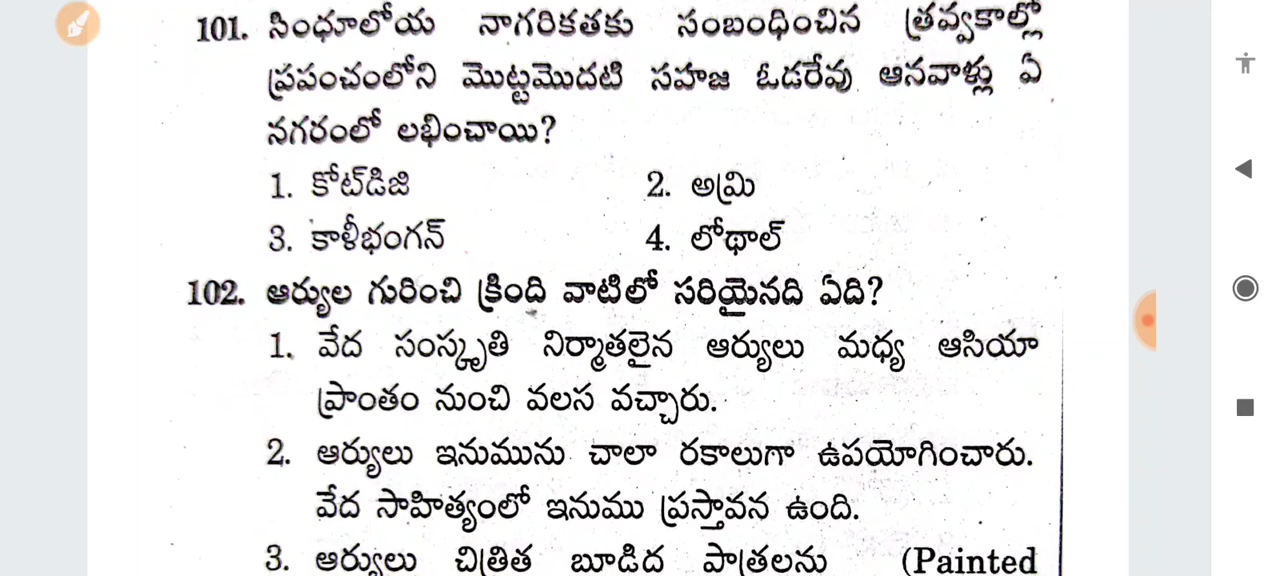 101. సింధూలోయ నాగరికతకు సంబంధించిన త్రవ్వకాల్లో
ప్రపంచంలోని మొట్టమొదటి సహజ ఓడరేవు ఆనవాళ్లు ఏ
నగరంలో లభించాయి?
1. కోట్‌డిజి 2. అమ్రి
3. కాళీభంగన్ 4. లోథాల్
102. ఆర్యుల గురించి క్రింది వాటిలో సరియైనది ఏది?
1. వేద సంస్కృతి నిర్మాతలైన ఆర్యులు మధ్య ఆసియా
ప్రాంతం నుంచి వలస వచ్చారు.
2. ఆర్యులు ఇనుమును చాలా రకాలుగా ఉపయోగించారు.
వేద సాహిత్యంలో ఇనుము ప్రస్తావన ఉంది.
3. ఆర్యులు చిత్రిత బూడిద పాత్రలను (Painted